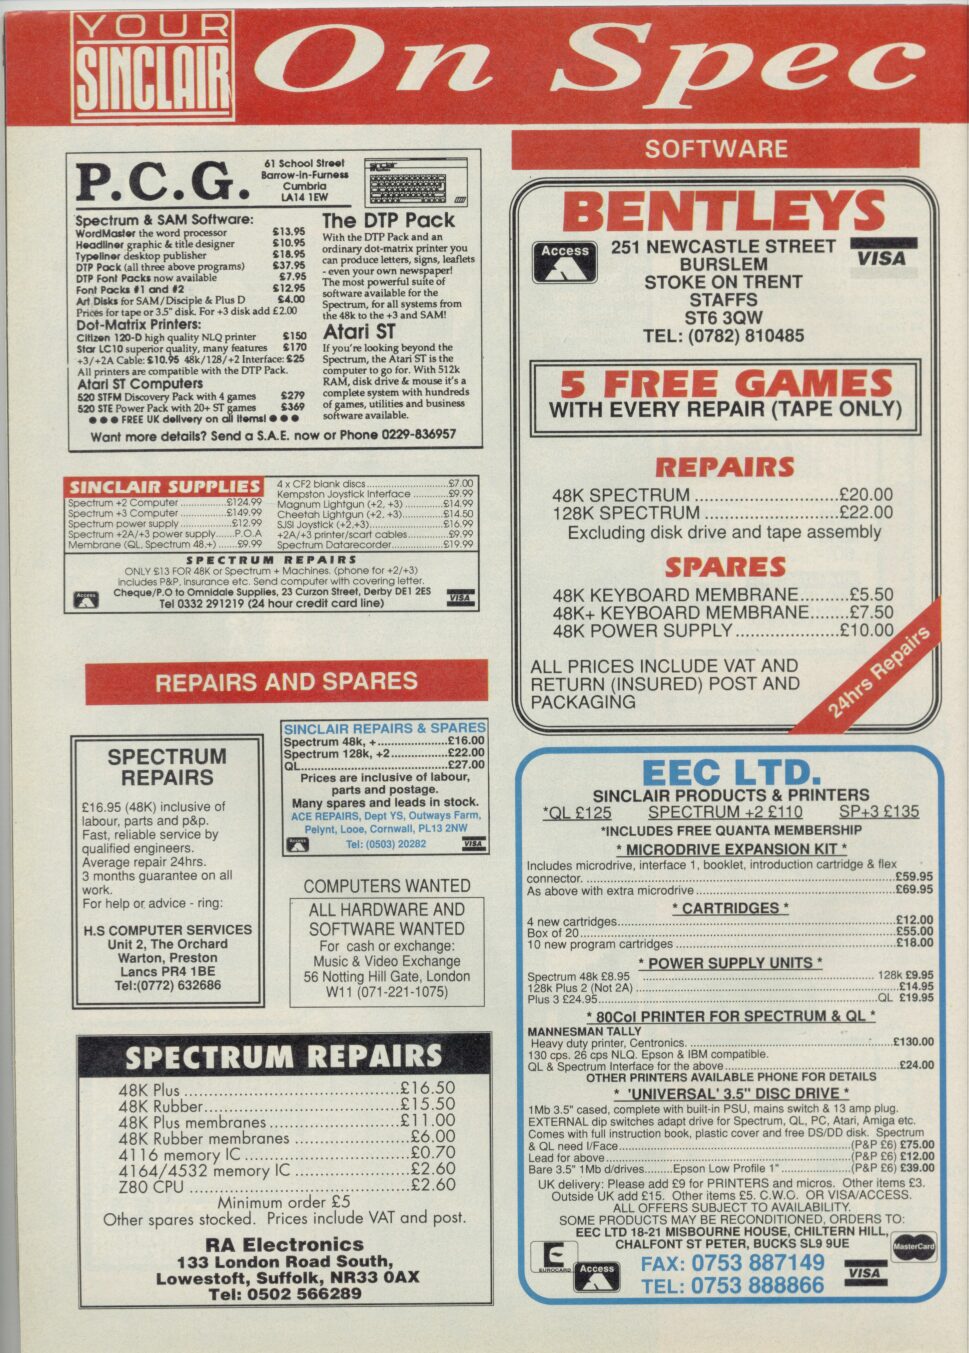 YOUR
SINCLAIR
On Spec
P.C.G.
61 School Street
Barrow-in-Furness
Cumbria
LA14 1EW
sinclair
Spectrum & SAM Software:
WordMaster the word processor £13.95
Headliner graphic & title designer £10.95
Typeliner desktop publisher £18.95
DTP Pack (all three above programs) £37.95
DTP Font Packs now available £7.95
Font Packs #1 and #2 £12.95
Art Disks for SAM/Disciple & Plus D £4.00
Prices for tape or 3.5" disk. For +3 disk add £2.00
Dot-Matrix Printers:
Citizen 120-D high quality NLQ printer £150
Star LC10 superior quality, many features £170
+3/+2A Cable: £10.95 48k/128/+2 Interface: £25
All printers are compatible with the DTP Pack.
Atari ST Computers
520 STFM Discovery Pack with 4 games £279
520 STE Power Pack with 20+ ST games £369
● ● ● FREE UK delivery on all items! ● ● ●
The DTP Pack
With the DTP Pack and an
ordinary dot-matrix printer you
can produce letters, signs, leaflets
- even your own newspaper!
The most powerful suite of
software available for the
Spectrum, for all systems from
the 48k to the +3 and SAM!
Atari ST
If you're looking beyond the
Spectrum, the Atari ST is the
computer to go for. With 512k
RAM, disk drive & mouse it's a
complete system with hundreds
of games, utilities and business
software available.
Want more details? Send a S.A.E. now or Phone 0229-836957
SINCLAIR SUPPLIES
Spectrum +2 Computer ..................£124.99
Spectrum +3 Computer ..................£149.99
Spectrum power supply .................£12.99
Spectrum +2A/+3 power supply......P.O.A
Membrane (QL, Spectrum 48,+) ......£9.99
4 x CF2 blank discs............................£7.00
Kempston Joystick Interface ............£9.99
Magnum Lightgun (+2, +3)..............£14.99
Cheetah Lightgun (+2, +3)..............£14.50
SJSI Joystick (+2,+3)........................£16.99
+2A/+3 printer/scart cables..............£9.99
Spectrum Datarecorder...................£19.99
SPECTRUM REPAIRS
ONLY £13 FOR 48K or Spectrum + Machines. (phone for +2/+3)
includes P&P, Insurance etc. Send computer with covering letter.
Cheque/P.O to Omnidale Supplies, 23 Curzon Street, Derby DE1 2ES
Tel 0332 291219 (24 hour credit card line)
Access
VISA
REPAIRS AND SPARES
SPECTRUM
REPAIRS
£16.95 (48K) inclusive of
labour, parts and p&p.
Fast, reliable service by
qualified engineers.
Average repair 24hrs.
3 months guarantee on all
work.
For help or advice - ring:
H.S COMPUTER SERVICES
Unit 2, The Orchard
Warton, Preston
Lancs PR4 1BE
Tel:(0772) 632686
SINCLAIR REPAIRS & SPARES
Spectrum 48k, +.....................£16.00
Spectrum 128k, +2.................£22.00
QL............................................£27.00
Prices are inclusive of labour,
parts and postage.
Many spares and leads in stock.
ACE REPAIRS, Dept YS, Outways Farm,
Pelynt, Looe, Cornwall, PL13 2NW
Tel: (0503) 20282
Access
VISA
COMPUTERS WANTED
ALL HARDWARE AND
SOFTWARE WANTED
For cash or exchange:
Music & Video Exchange
56 Notting Hill Gate, London
W11 (071-221-1075)
SPECTRUM REPAIRS
48K Plus ...............................£16.50
48K Rubber............................£15.50
48K Plus membranes..................£11.00
48K Rubber membranes ...............£6.00
4116 memory IC ......................£0.70
4164/4532 memory IC ................£2.60
Z80 CPU ..............................£2.60
Minimum order £5
Other spares stocked. Prices include VAT and post.
RA Electronics
133 London Road South,
Lowestoft, Suffolk, NR33 0AX
Tel: 0502 566289
SOFTWARE
BENTLEYS
Access
VISA
251 NEWCASTLE STREET
BURSLEM
STOKE ON TRENT
STAFFS
ST6 3QW
TEL: (0782) 810485
5 FREE GAMES
WITH EVERY REPAIR (TAPE ONLY)
REPAIRS
48K SPECTRUM ....................£20.00
128K SPECTRUM ...................£22.00
Excluding disk drive and tape assembly
SPARES
48K KEYBOARD MEMBRANE.........£5.50
48K+ KEYBOARD MEMBRANE.......£7.50
48K POWER SUPPLY...................£10.00
ALL PRICES INCLUDE VAT AND
RETURN (INSURED) POST AND
PACKAGING
24hrs Repairs
EEC LTD.
SINCLAIR PRODUCTS & PRINTERS
*QL £125 SPECTRUM +2 £110 SP+3 £135
*INCLUDES FREE QUANTA MEMBERSHIP
* MICRODRIVE EXPANSION KIT *
Includes microdrive, interface 1, booklet, introduction cartridge & flex
connector. ........................................£59.95
As above with extra microdrive ........................................£69.95
* CARTRIDGES *
4 new cartridges........................................£12.00
Box of 20........................................£55.00
10 new program cartridges ........................................£18.00
* POWER SUPPLY UNITS *
Spectrum 48k £8.95 ........................................ 128k £9.95
128k Plus 2 (Not 2A) ........................................£14.95
Plus 3 £24.95........................................QL £19.95
* 80Col PRINTER FOR SPECTRUM & QL *
MANNESMAN TALLY
Heavy duty printer, Centronics. ........................................£130.00
130 cps. 26 cps NLQ. Epson & IBM compatible.
QL & Spectrum Interface for the above........................................£24.00
OTHER PRINTERS AVAILABLE PHONE FOR DETAILS
* 'UNIVERSAL' 3.5" DISC DRIVE *
1Mb 3.5" cased, complete with built-in PSU, mains switch & 13 amp plug.
EXTERNAL dip switches adapt drive for Spectrum, QL, PC, Atari, Amiga etc.
Comes with full instruction book, plastic cover and free DS/DD disk. Spectrum
& QL need I/Face........................................(P&P £6) £75.00
Lead for above........................................(P&P £6) £12.00
Bare 3.5" 1Mb d/drives........Epson Low Profile 1" ....................(P&P £6) £39.00
UK delivery: Please add £9 for PRINTERS and micros. Other items £3.
Outside UK add £15. Other items £5. C.W.O. OR VISA/ACCESS.
ALL OFFERS SUBJECT TO AVAILABILITY.
SOME PRODUCTS MAY BE RECONDITIONED, ORDERS TO:
EEC LTD 18-21 MISBOURNE HOUSE, CHILTERN HILL,
CHALFONT ST PETER, BUCKS SL9 9UE
FAX: 0753 887149
TEL: 0753 888866
EUROCARD
Access
VISA
MasterCard